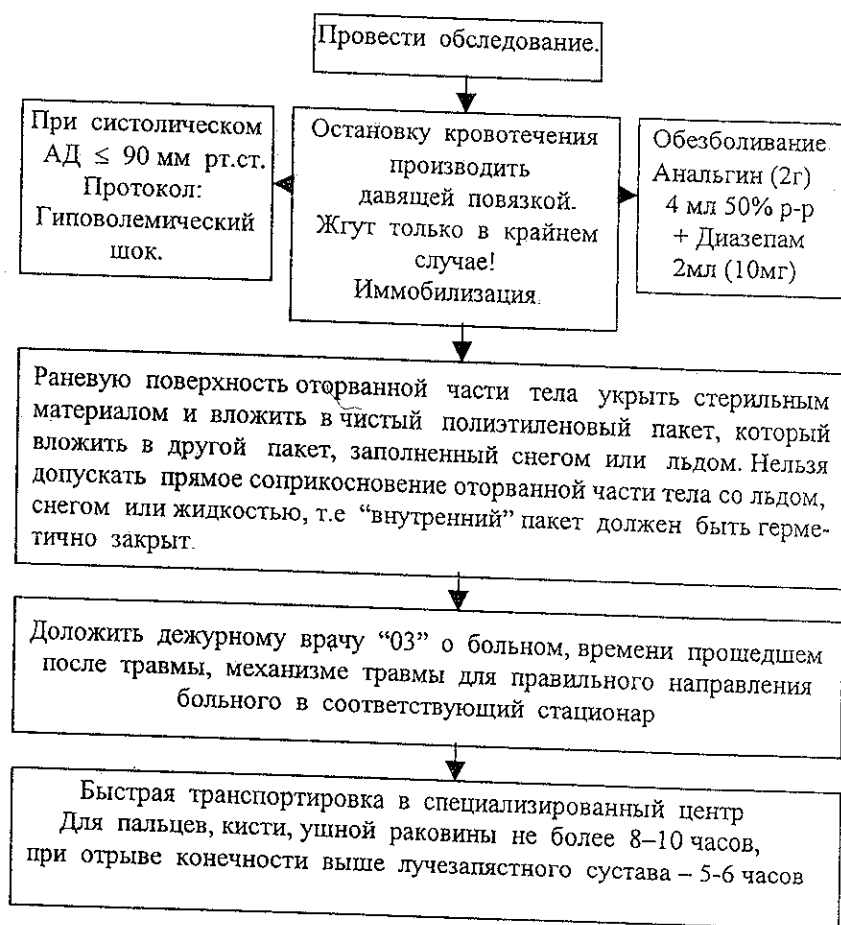 Провести обследование.
При систолическом
АД ≤ 90 мм рт.ст.
Протокол:
Гиповолемический
шок.
Остановку кровотечения
производить
давящей повязкой.
Жгут только в крайнем
случае!
Иммобилизация.
Обезболивание
Анальгин (2г)
4 мл 50% р-р
+ Диазепам
2мл (10мг)
Раневую поверхность оторванной части тела укрыть стерильным
материалом и вложить в чистый полиэтиленовый пакет, который
вложить в другой пакет, заполненный снегом или льдом. Нельзя
допускать прямое соприкосновение оторванной части тела со льдом,
снегом или жидкостью, т.е “внутренний” пакет должен быть герме-
тично закрыт.
Доложить дежурному врачу “03” о больном, времени прошедшем
после травмы, механизме травмы для правильного направления
больного в соответствующий стационар
Быстрая транспортировка в специализированный центр
Для пальцев, кисти, ушной раковины не более 8–10 часов,
при отрыве конечности выше лучезапястного сустава – 5-6 часов